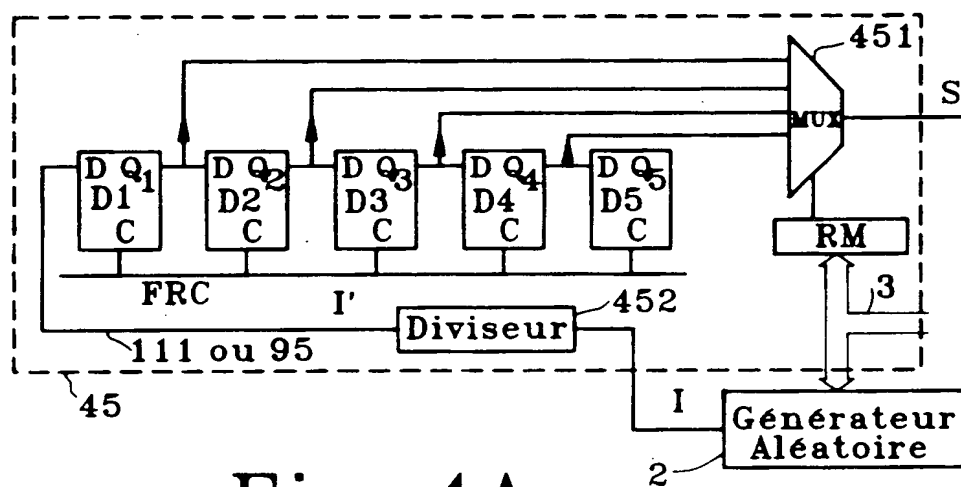 451
S
MUX
D Q1
D1
C
D Q2
D2
C
D Q3
D3
C
D Q4
D4
C
Q5
D5
C
RM
FRC
I'
452
3
Diviseur
111 ou 95
45
I
Générateur
Aléatoire
2